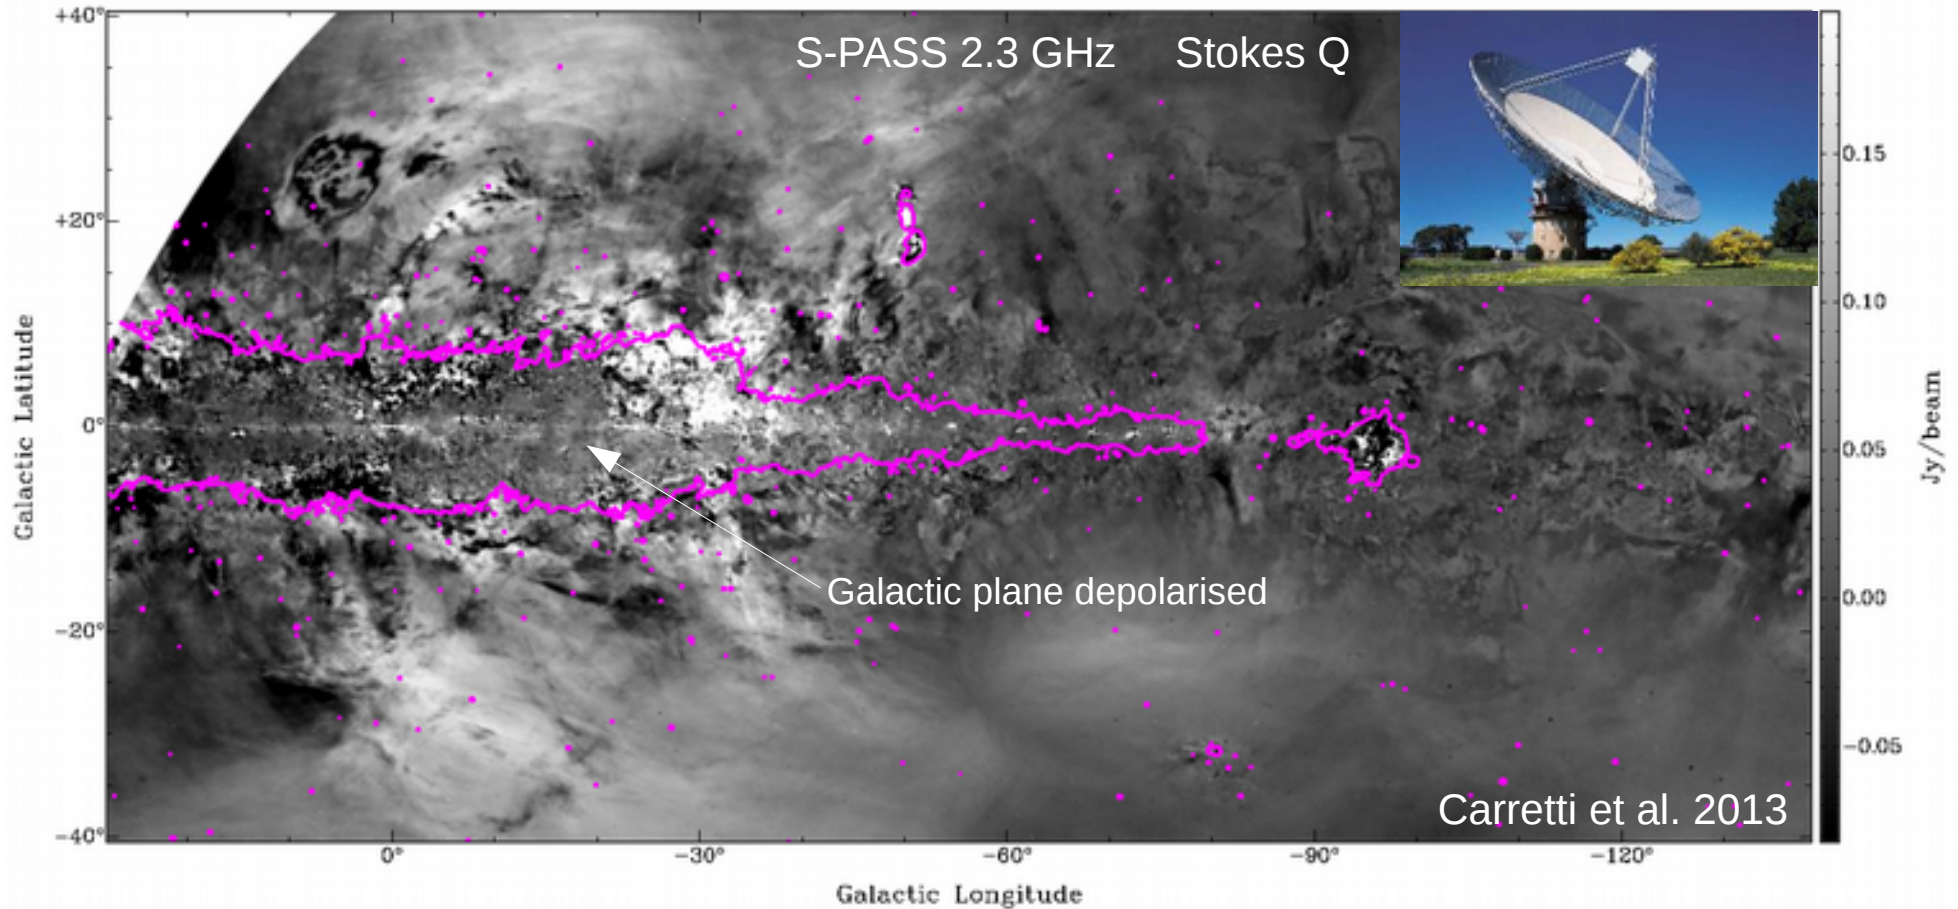 S-PASS 2.3 GHz Stokes Q
+40°
+20°
0°
−20°
−40°
Galactic Latitude
0.15
0.10
0.05
0.00
−0.05
Jy/beam
Galactic plane depolarised
Carretti et al. 2013
0°
−30°
−60°
−90°
−120°
Galactic Longitude